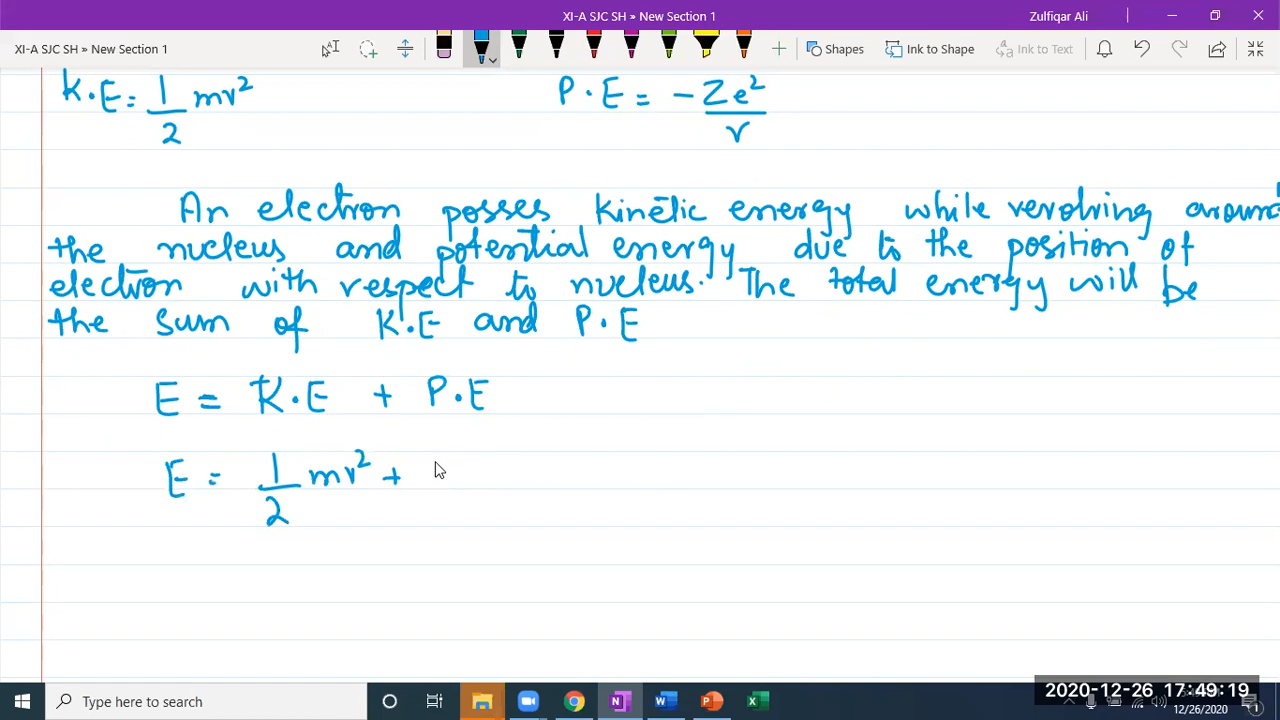 XI-A SJC SH » New Section 1
Zulfiqar Ali
XI-A SJC SH » New Section 1
Shapes
Ink to Shape
Ink to Text
K.E = 1/2 mv²
P.E = - Ze²/r
An electron posses kinetic energy while revolving aroun
the nucleus and potential energy due to the position of
electron with respect to nucleus. The total energy will be
the sum of K.E and P.E
E = K.E + P.E
E = 1/2 mv² +
Type here to search
2020-12-26 17:49:19
12/26/2020